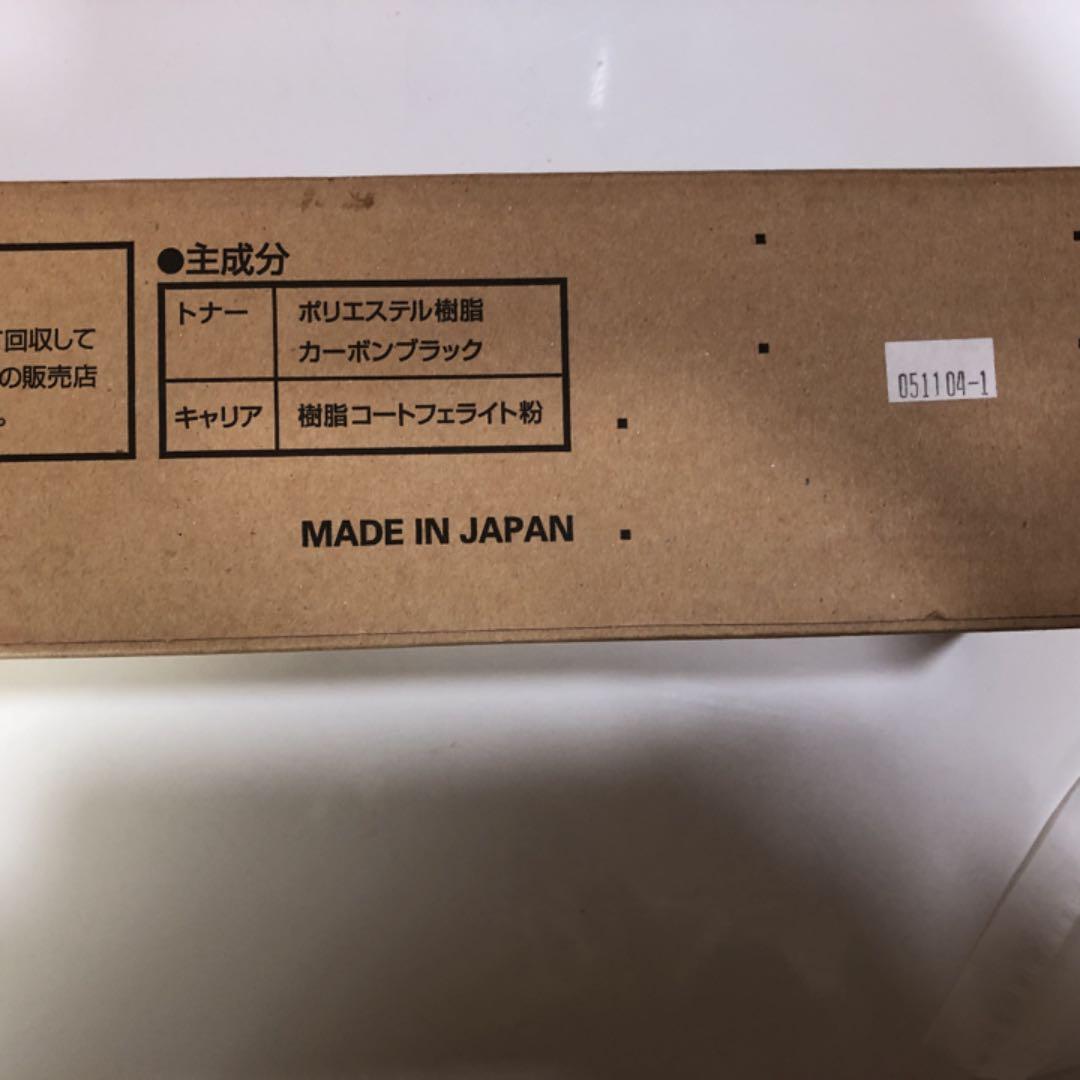 回収して
の販売店
。
●主成分
トナー ポリエステル樹脂
カーボンブラック
キャリア 樹脂コートフェライト粉
MADE IN JAPAN
051104-1